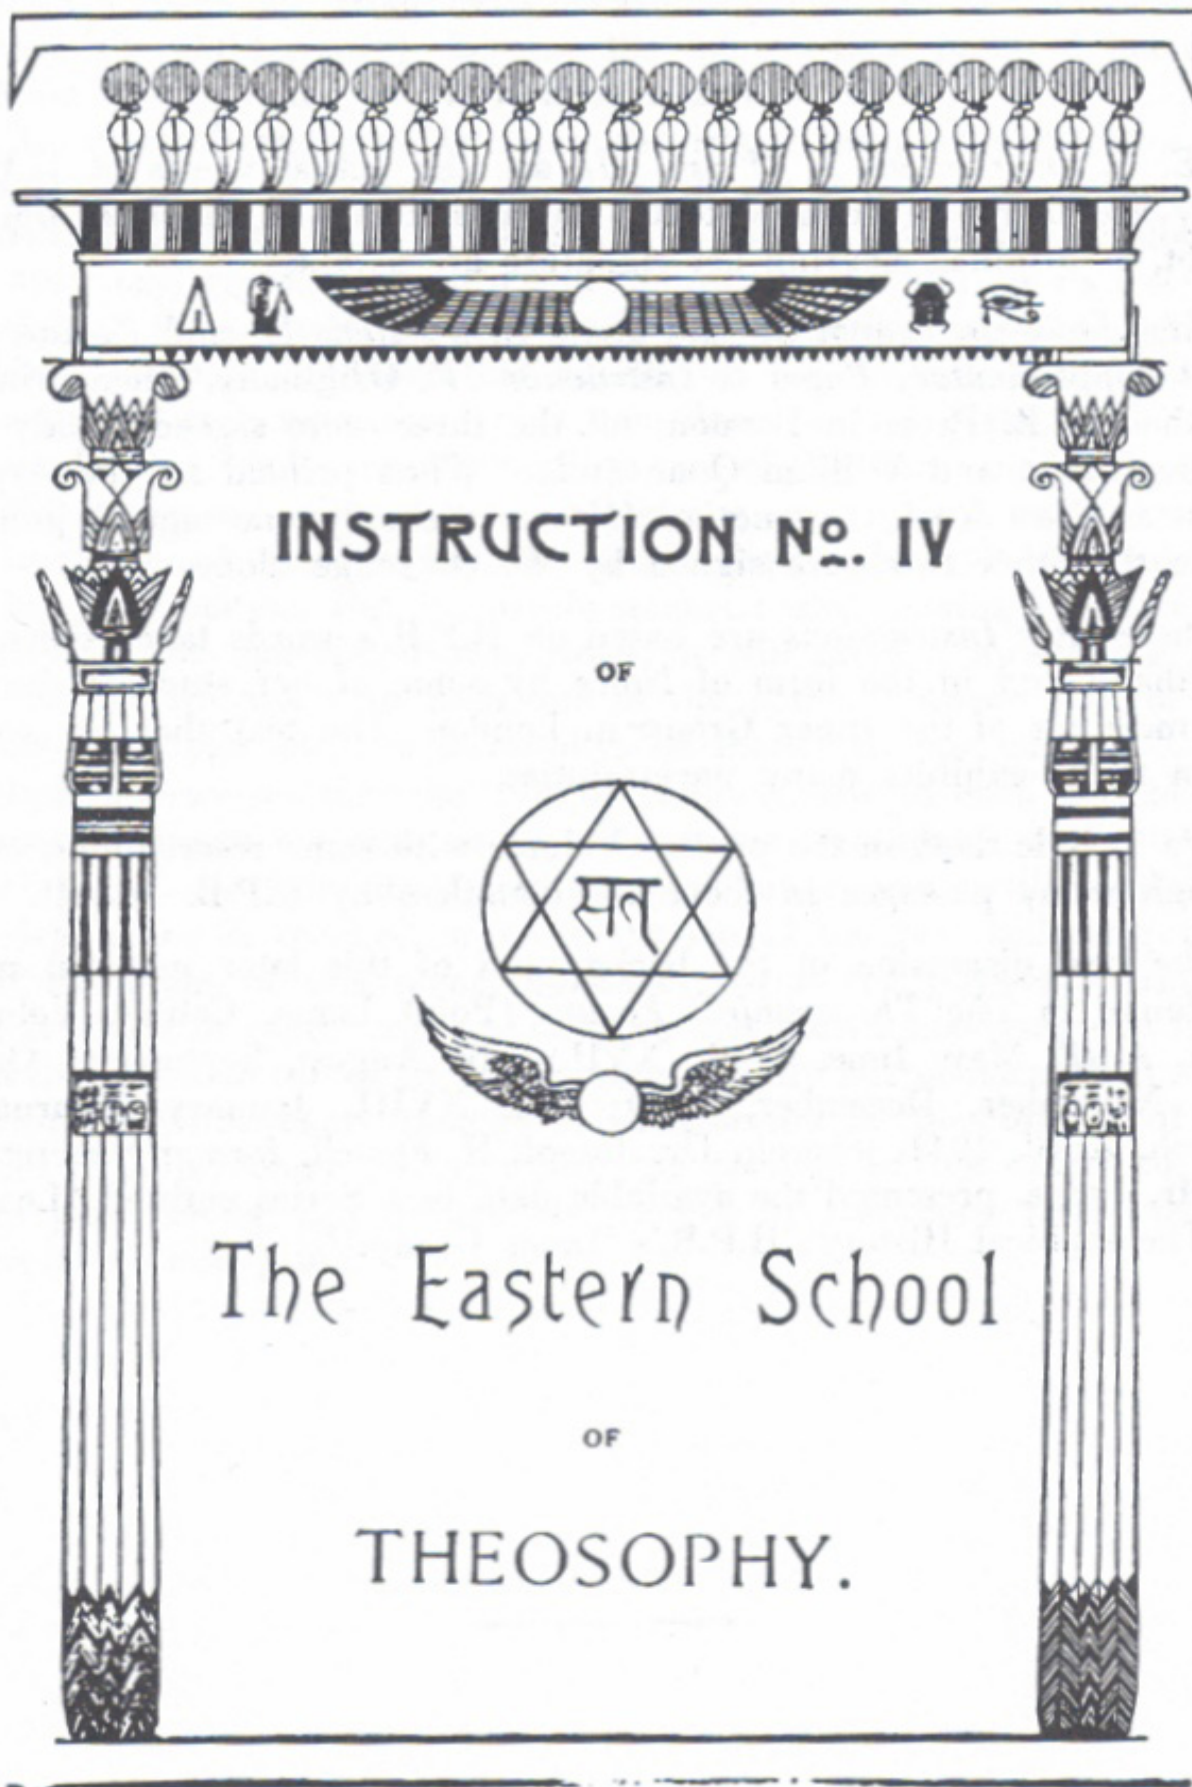 INSTRUCTION No. IV
OF
सत्
The Eastern School
OF
THEOSOPHY.